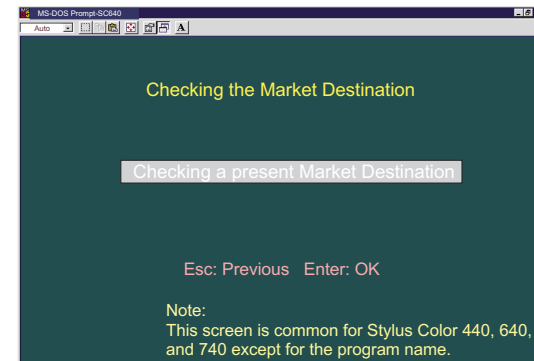 MS-DOS Prompt-SC640
Auto
A
Checking the Market Destination
Checking a present Market Destination
Esc: Previous Enter: OK
Note:
This screen is common for Stylus Color 440, 640,
and 740 except for the program name.